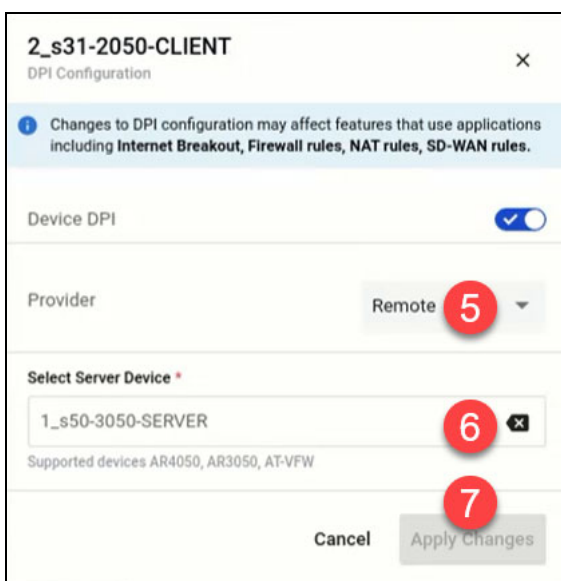 2_s31-2050-CLIENT
DPI Configuration
Changes to DPI configuration may affect features that use applications
including Internet Breakout, Firewall rules, NAT rules, SD-WAN rules.
Device DPI
Provider
Remote
5
Select Server Device *
1_s50-3050-SERVER
6
Supported devices AR4050, AR3050, AT-VFW
7
Cancel
Apply Changes